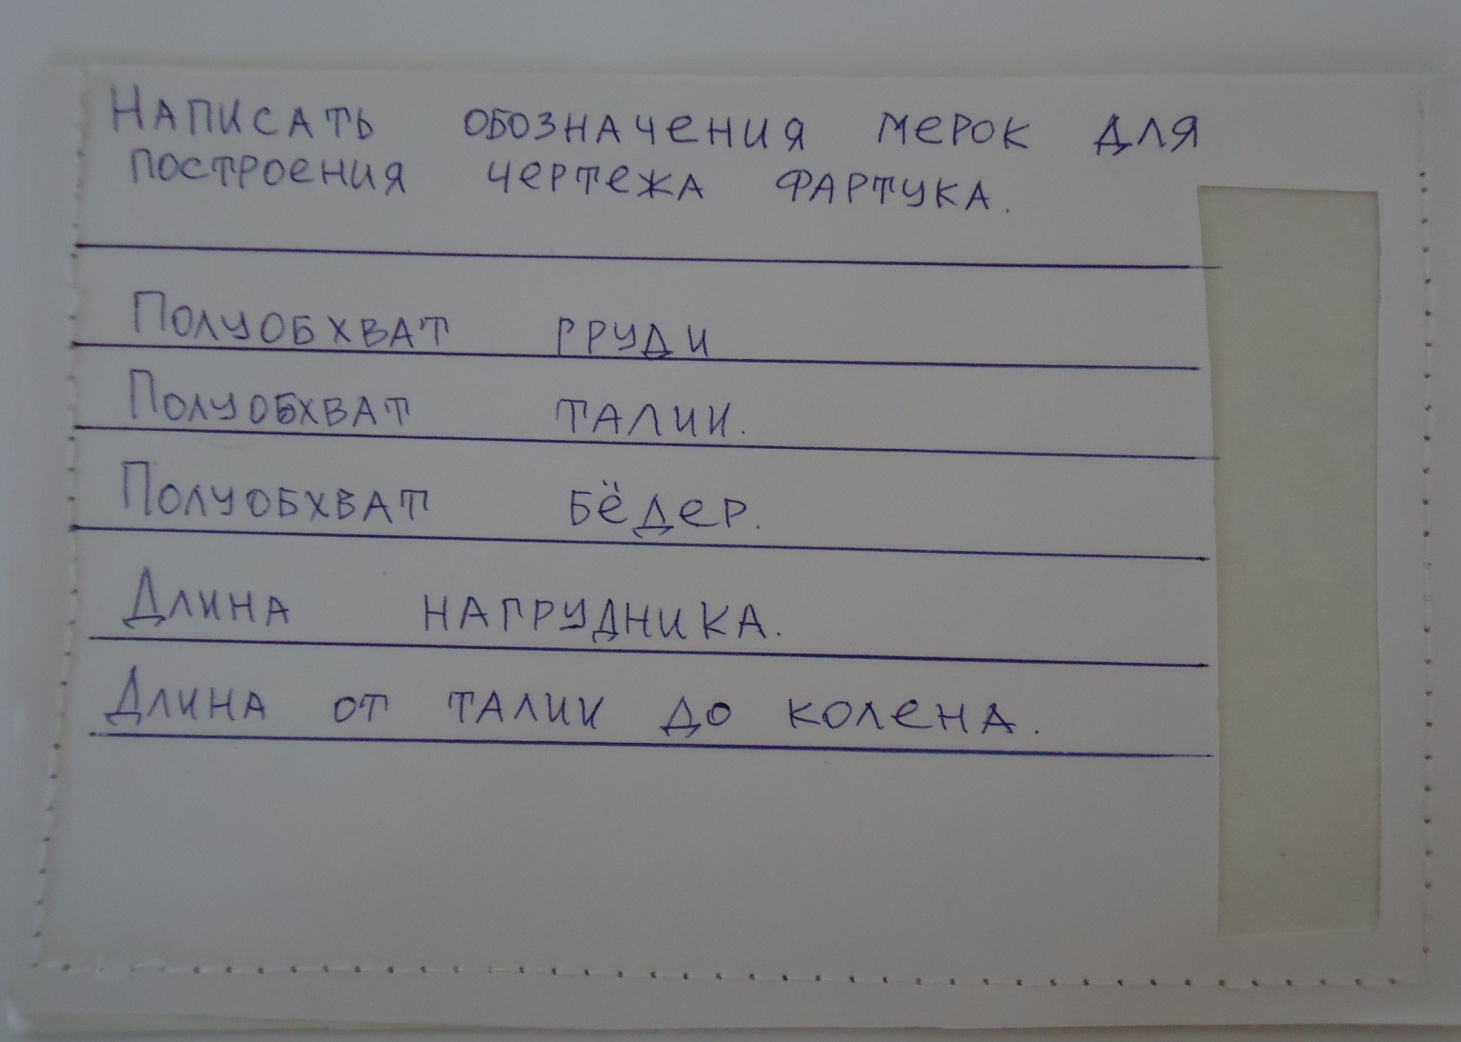 Написать обозначения мерок для
построения чертежа фартука.
Полуобхват груди
Полуобхват талии.
Полуобхват бёдер.
Длина нагрудника.
Длина от талии до колена.